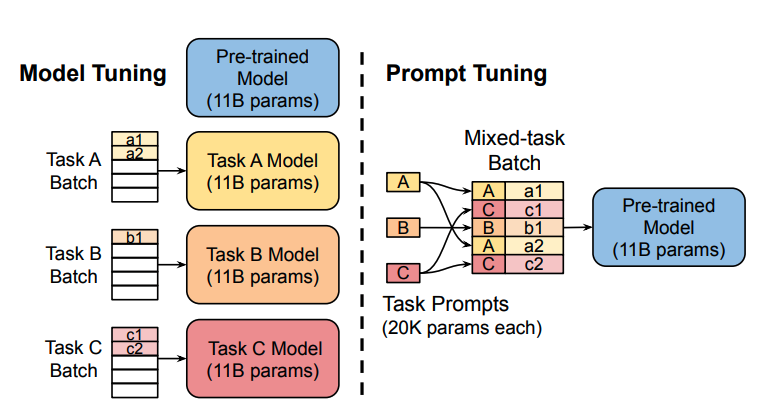 Model Tuning
Pre-trained
Model
(11B params)
Task A
Batch
a1
a2
Task A Model
(11B params)
Task B
Batch
b1
Task B Model
(11B params)
Task C
Batch
c1
c2
Task C Model
(11B params)
Prompt Tuning
Mixed-task
Batch
A
B
C
A a1
C c1
B b1
A a2
C c2
Pre-trained
Model
(11B params)
Task Prompts
(20K params each)